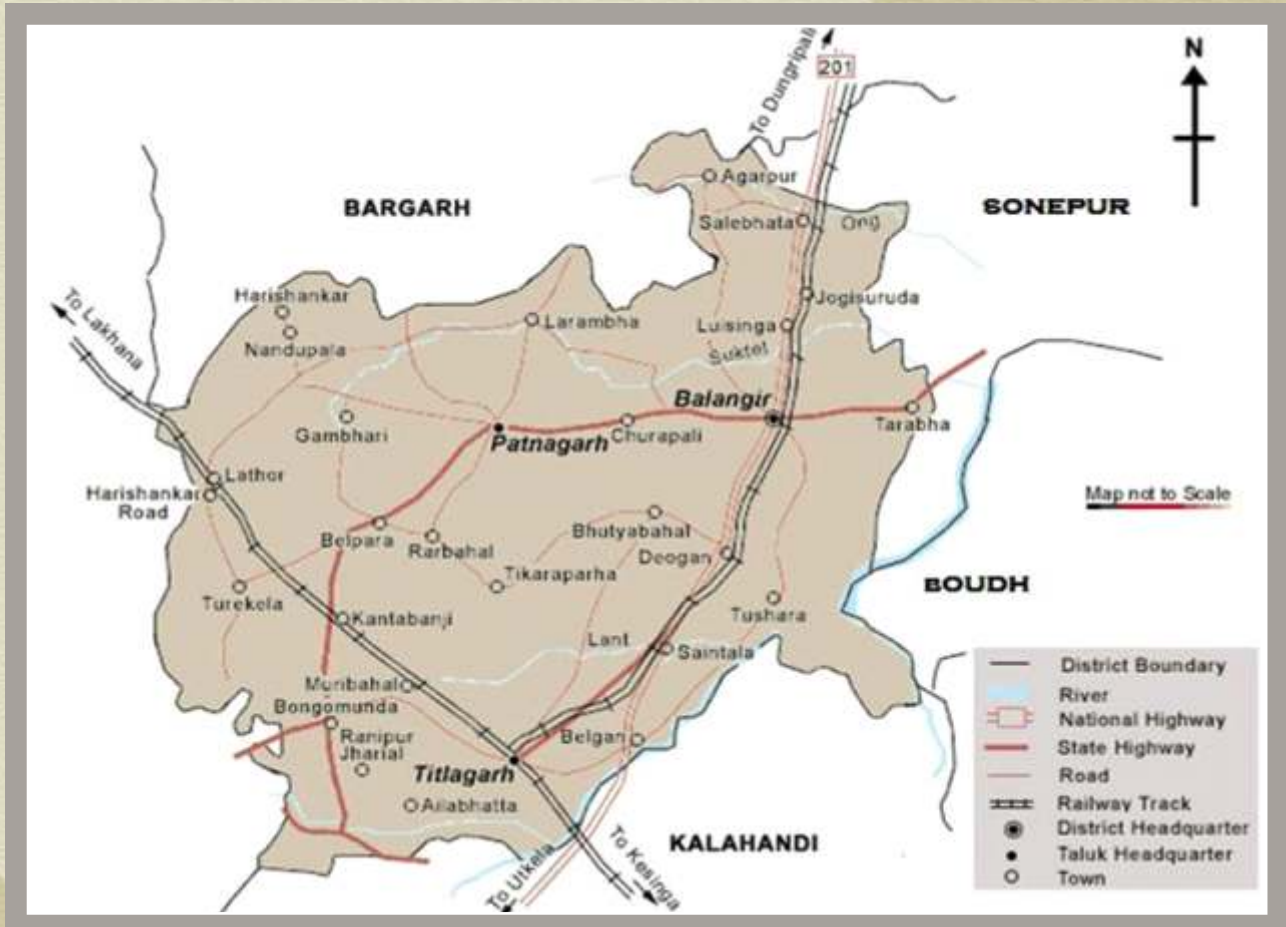 To Dungripali
201
N
BARGARH
Agarpur
SONEPUR
Salebhata
Ong
To Lakhana
Harishankar
Jogisuruda
Nandupala
Larambha
Luisinga
Suktel
Balangir
Gambhari
Patnagarh
Churapali
Tarabha
Lathor
Harishankar
Road
Map not to Scale
Belpara
Rarbahal
Bhutyabahal
Deogan
Tikaraparha
Turekela
BOUDH
Kantabanji
Tushara
Lant
Saintala
Muribahal
Bongomunda
Ranipur
Jharial
Belgan
Titlagarh
Ailabhatta
KALAHANDI
To Utkela
To Kesinga
District Boundary
River
National Highway
State Highway
Road
Railway Track
District Headquarter
Taluk Headquarter
Town